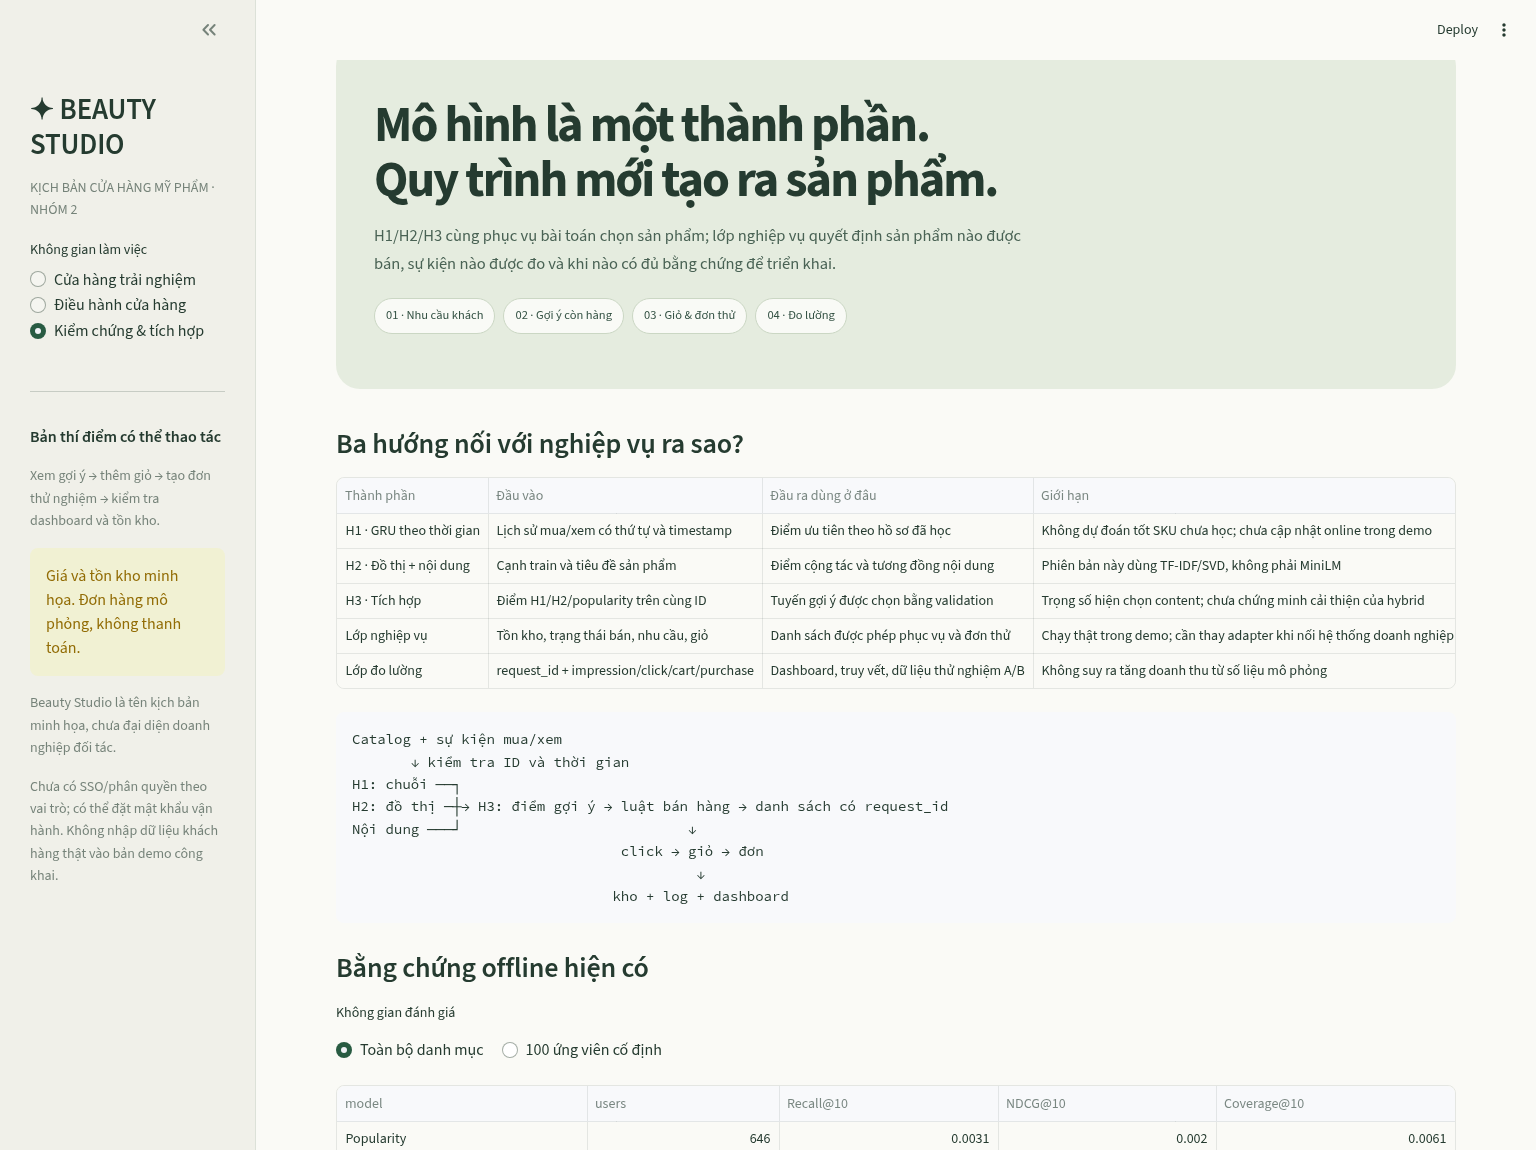 Deploy
✦ BEAUTY
STUDIO
KỊCH BẢN CỬA HÀNG MỸ PHẨM ·
NHÓM 2
Không gian làm việc
Cửa hàng trải nghiệm
Điều hành cửa hàng
Kiểm chứng & tích hợp
Bản thí điểm có thể thao tác
Xem gợi ý → thêm giỏ → tạo đơn
thử nghiệm → kiểm tra
dashboard và tồn kho.
Giá và tồn kho minh
họa. Đơn hàng mô
phỏng, không thanh
toán.
Beauty Studio là tên kịch bản
minh họa, chưa đại diện doanh
nghiệp đối tác.
Chưa có SSO/phân quyền theo
vai trò; có thể đặt mật khẩu vận
hành. Không nhập dữ liệu khách
hàng thật vào bản demo công
khai.
Mô hình là một thành phần.
Quy trình mới tạo ra sản phẩm.
H1/H2/H3 cùng phục vụ bài toán chọn sản phẩm; lớp nghiệp vụ quyết định sản phẩm nào được
bán, sự kiện nào được đo và khi nào có đủ bằng chứng để triển khai.
01 · Nhu cầu khách 02 · Gợi ý còn hàng 03 · Giỏ & đơn thử 04 · Đo lường
Ba hướng nối với nghiệp vụ ra sao?
Thành phần Đầu vào Đầu ra dùng ở đâu Giới hạn
H1 · GRU theo thời gian Lịch sử mua/xem có thứ tự và timestamp Điểm ưu tiên theo hồ sơ đã học Không dự đoán tốt SKU chưa học; chưa cập nhật online trong demo
H2 · Đồ thị + nội dung Cạnh train và tiêu đề sản phẩm Điểm cộng tác và tương đồng nội dung Phiên bản này dùng TF-IDF/SVD, không phải MiniLM
H3 · Tích hợp Điểm H1/H2/popularity trên cùng ID Tuyến gợi ý được chọn bằng validation Trọng số hiện chọn content; chưa chứng minh cải thiện của hybrid
Lớp nghiệp vụ Tồn kho, trạng thái bán, nhu cầu, giỏ Danh sách được phép phục vụ và đơn thử Chạy thật trong demo; cần thay adapter khi nối hệ thống doanh nghiệp
Lớp đo lường request_id + impression/click/cart/purchase Dashboard, truy vết, dữ liệu thử nghiệm A/B Không suy ra tăng doanh thu từ số liệu mô phỏng
Catalog + sự kiện mua/xem
↓ kiểm tra ID và thời gian
H1: chuỗi ──┐
H2: đồ thị ─┼→ H3: điểm gợi ý → luật bán hàng → danh sách có request_id
Nội dung ───┘ ↓
click → giỏ → đơn
↓
kho + log + dashboard
Bằng chứng offline hiện có
Không gian đánh giá
Toàn bộ danh mục 100 ứng viên cố định
model users Recall@10 NDCG@10 Coverage@10
Popularity 646 0.0031 0.002 0.0061